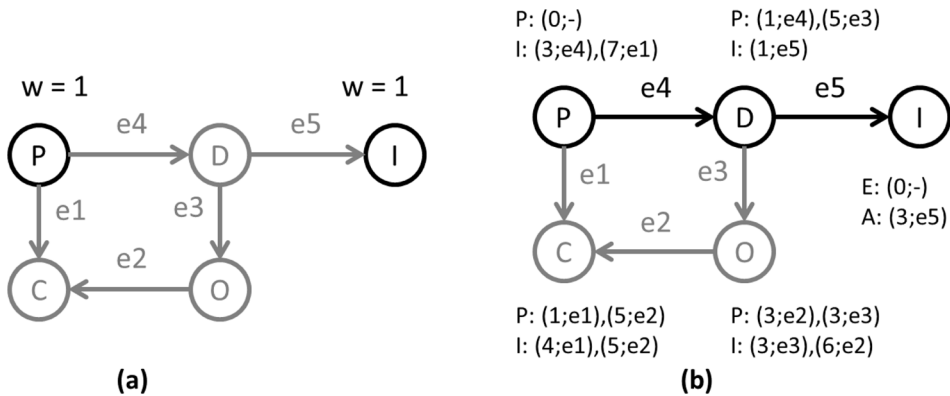 w = 1
w = 1
P
e4
D
e5
I
e1
e3
C
e2
O
(a)
P: (0;-)
I: (3;e4),(7;e1)
P: (1;e4),(5;e3)
I: (1;e5)
P
e4
D
e5
I
e1
e3
E: (0;-)
A: (3;e5)
C
e2
O
P: (1;e1),(5;e2)
I: (4;e1),(5;e2)
P: (3;e2),(3;e3)
I: (3;e3),(6;e2)
(b)